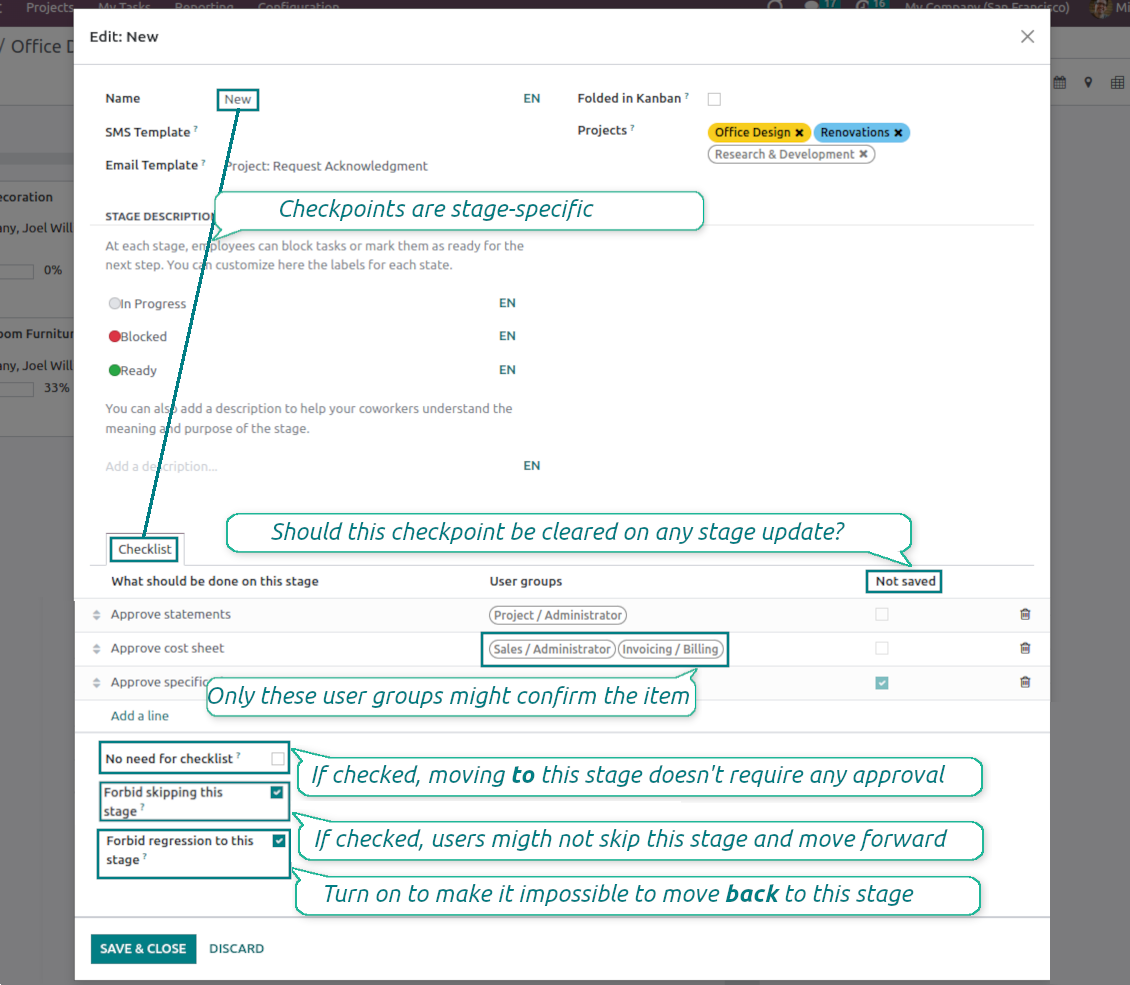 Projects My Tasks Reporting Configuration 17 16 My Company (San Francisco) Mi
/ Office D
Edit: New
Name New EN Folded in Kanban ?
SMS Template ? Projects ? Office Design × Renovations ×
Research & Development ×
Email Template ? Project: Request Acknowledgment
ecoration
any, Joel Will
0%
STAGE DESCRIPTION
Checkpoints are stage-specific
At each stage, employees can block tasks or mark them as ready for the
next step. You can customize here the labels for each state.
In Progress EN
Blocked EN
oom Furnitur
any, Joel Will
33%
Ready EN
You can also add a description to help your coworkers understand the
meaning and purpose of the stage.
Add a description... EN
Should this checkpoint be cleared on any stage update?
Checklist
What should be done on this stage User groups Not saved
Approve statements Project / Administrator
Approve cost sheet Sales / Administrator Invoicing / Billing
Approve specific
Only these user groups might confirm the item
Add a line
No need for checklist ?
If checked, moving to this stage doesn't require any approval
Forbid skipping this
stage ?
If checked, users migth not skip this stage and move forward
Forbid regression to this
stage ?
Turn on to make it impossible to move back to this stage
SAVE & CLOSE DISCARD